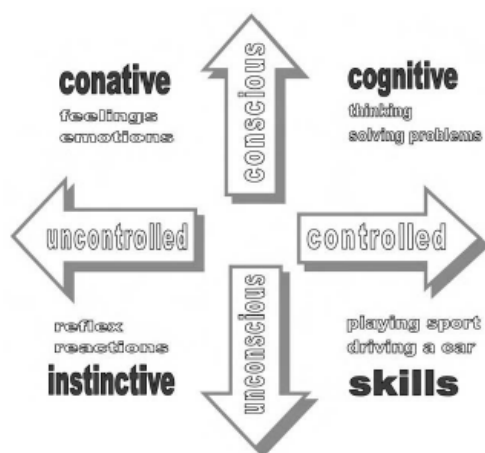 conative
feelings
emotions
conscious
cognitive
thinking
solving problems
uncontrolled
controlled
reflex
reactions
instinctive
unconscious
playing sport
driving a car
skills